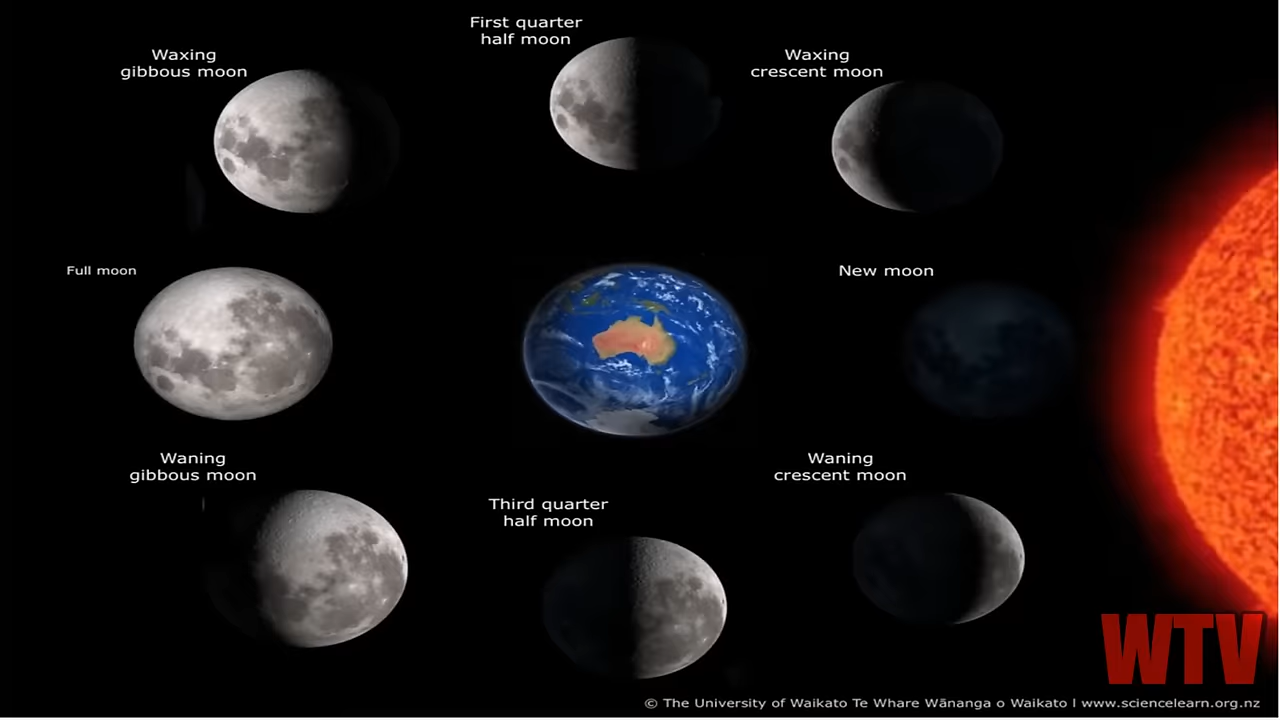 First quarter
half moon
Waxing
gibbous moon
Waxing
crescent moon
Full moon
New moon
Waning
gibbous moon
Waning
crescent moon
Third quarter
half moon
WTV
© The University of Waikato Te Whare Wānanga o Waikato | www.sciencelearn.org.nz